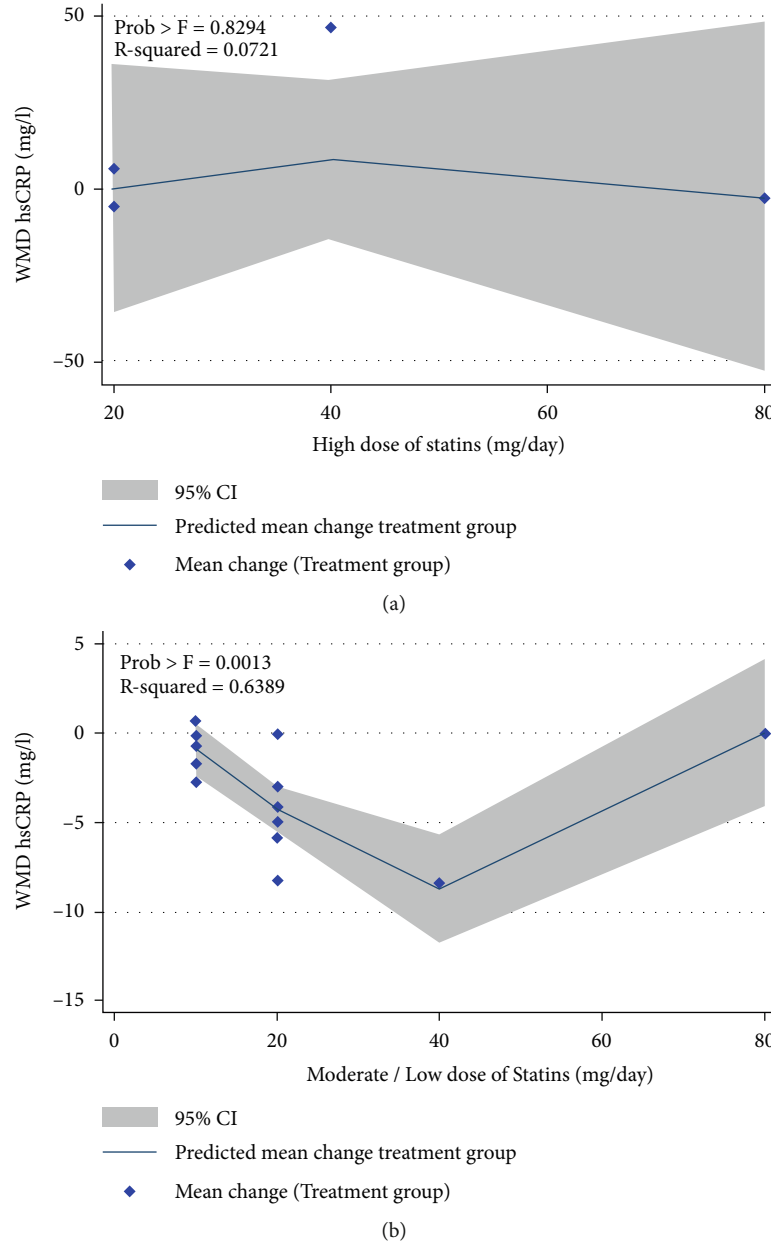 Prob > F = 0.8294
R-squared = 0.0721
WMD hsCRP (mg/l)
50
0
–50
20 40 60 80
High dose of statins (mg/day)
95% CI
Predicted mean change treatment group
Mean change (Treatment group)
(a)
Prob > F = 0.0013
R-squared = 0.6389
WMD hsCRP (mg/l)
5
0
–5
–10
–15
0 20 40 60 80
Moderate / Low dose of Statins (mg/day)
95% CI
Predicted mean change treatment group
Mean change (Treatment group)
(b)